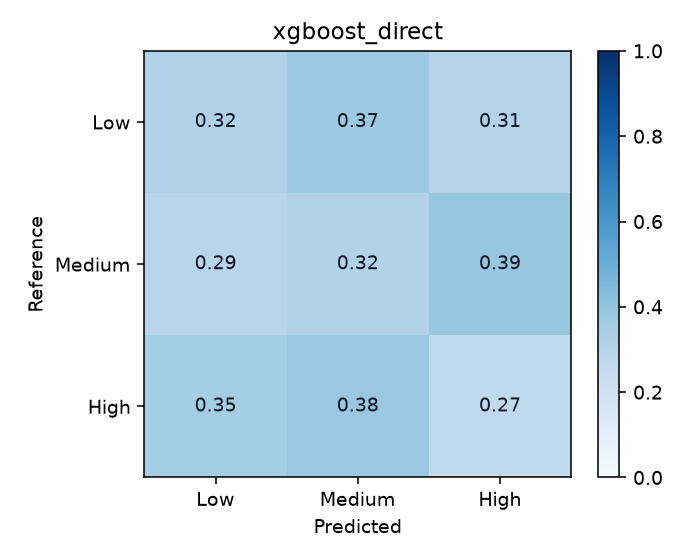 xgboost_direct
1.0
Low 0.32 0.37 0.31
0.8
0.6
Reference
Medium 0.29 0.32 0.39
0.4
High 0.35 0.38 0.27
0.2
0.0
Low Medium High
Predicted